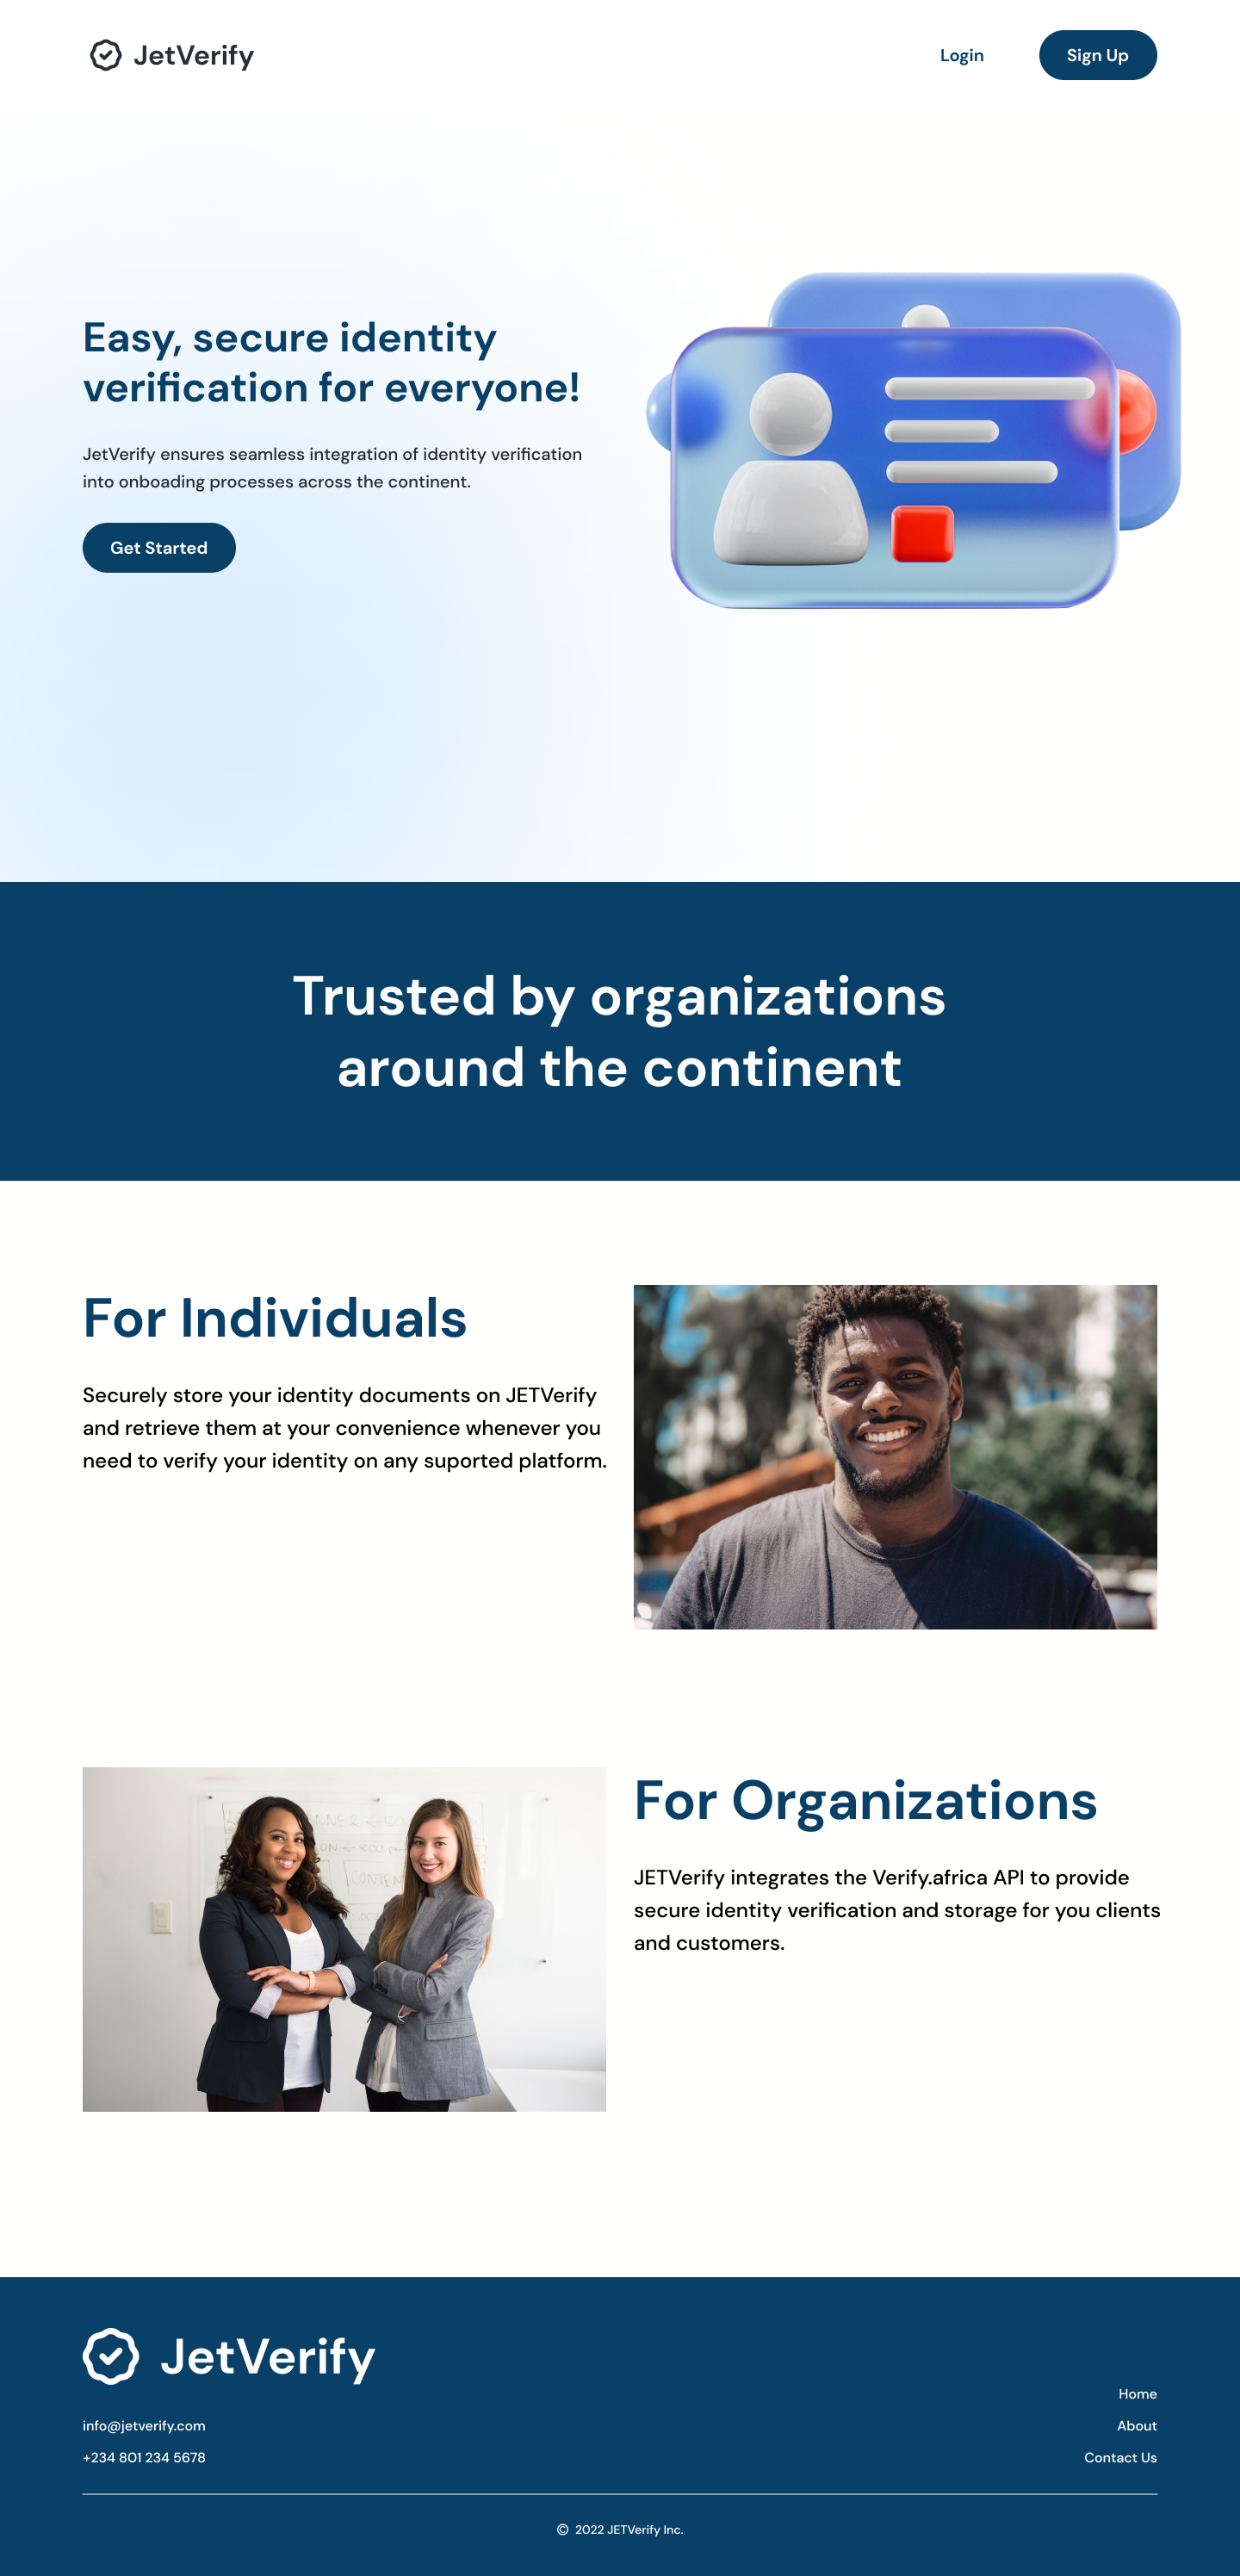 JetVerify
Login
Sign Up
Easy, secure identity
verification for everyone!
JetVerify ensures seamless integration of identity verification
into onboading processes across the continent.
Get Started
Trusted by organizations
around the continent
For Individuals
Securely store your identity documents on JETVerify
and retrieve them at your convenience whenever you
need to verify your identity on any suported platform.
For Organizations
JETVerify integrates the Verify.africa API to provide
secure identity verification and storage for you clients
and customers.
JetVerify
info@jetverify.com
+234 801 234 5678
Home
About
Contact Us
© 2022 JETVerify Inc.